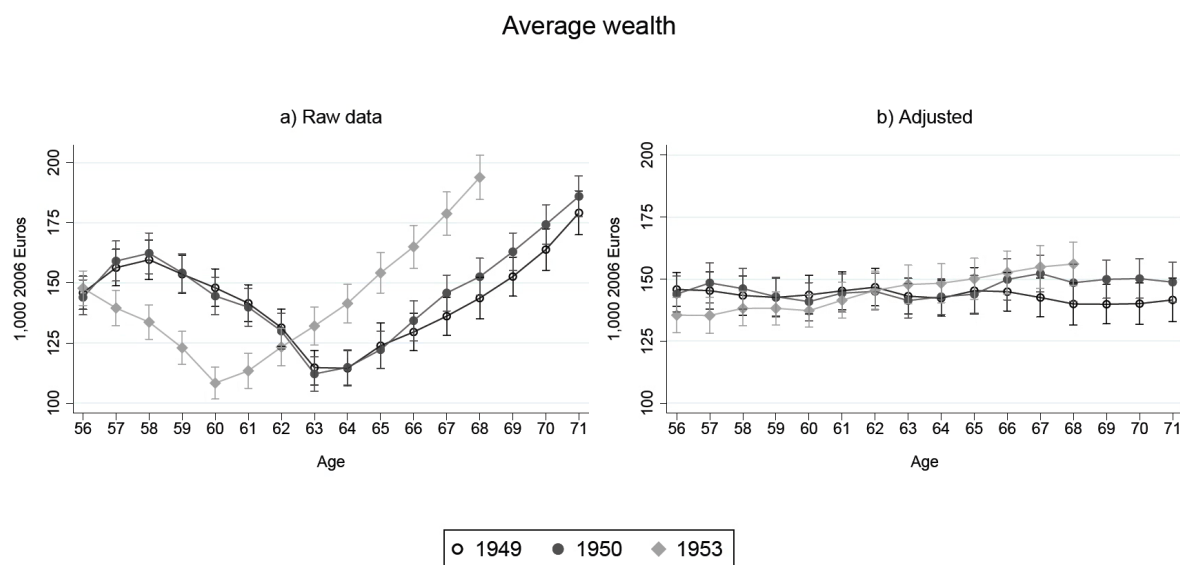 Average wealth
a) Raw data
200
175
150
125
100
1,000 2006 Euros
56 57 58 59 60 61 62 63 64 65 66 67 68 69 70 71
Age
b) Adjusted
200
175
150
125
100
1,000 2006 Euros
56 57 58 59 60 61 62 63 64 65 66 67 68 69 70 71
Age
1949 1950 1953